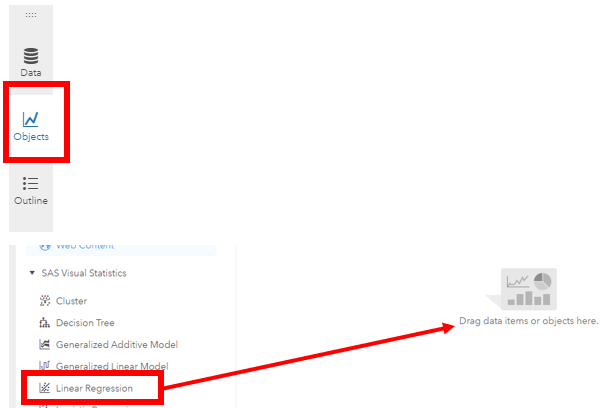 Data
Objects
Outline
Web Content
SAS Visual Statistics
Cluster
Decision Tree
Generalized Additive Model
Generalized Linear Model
Linear Regression
Drag data items or objects here.